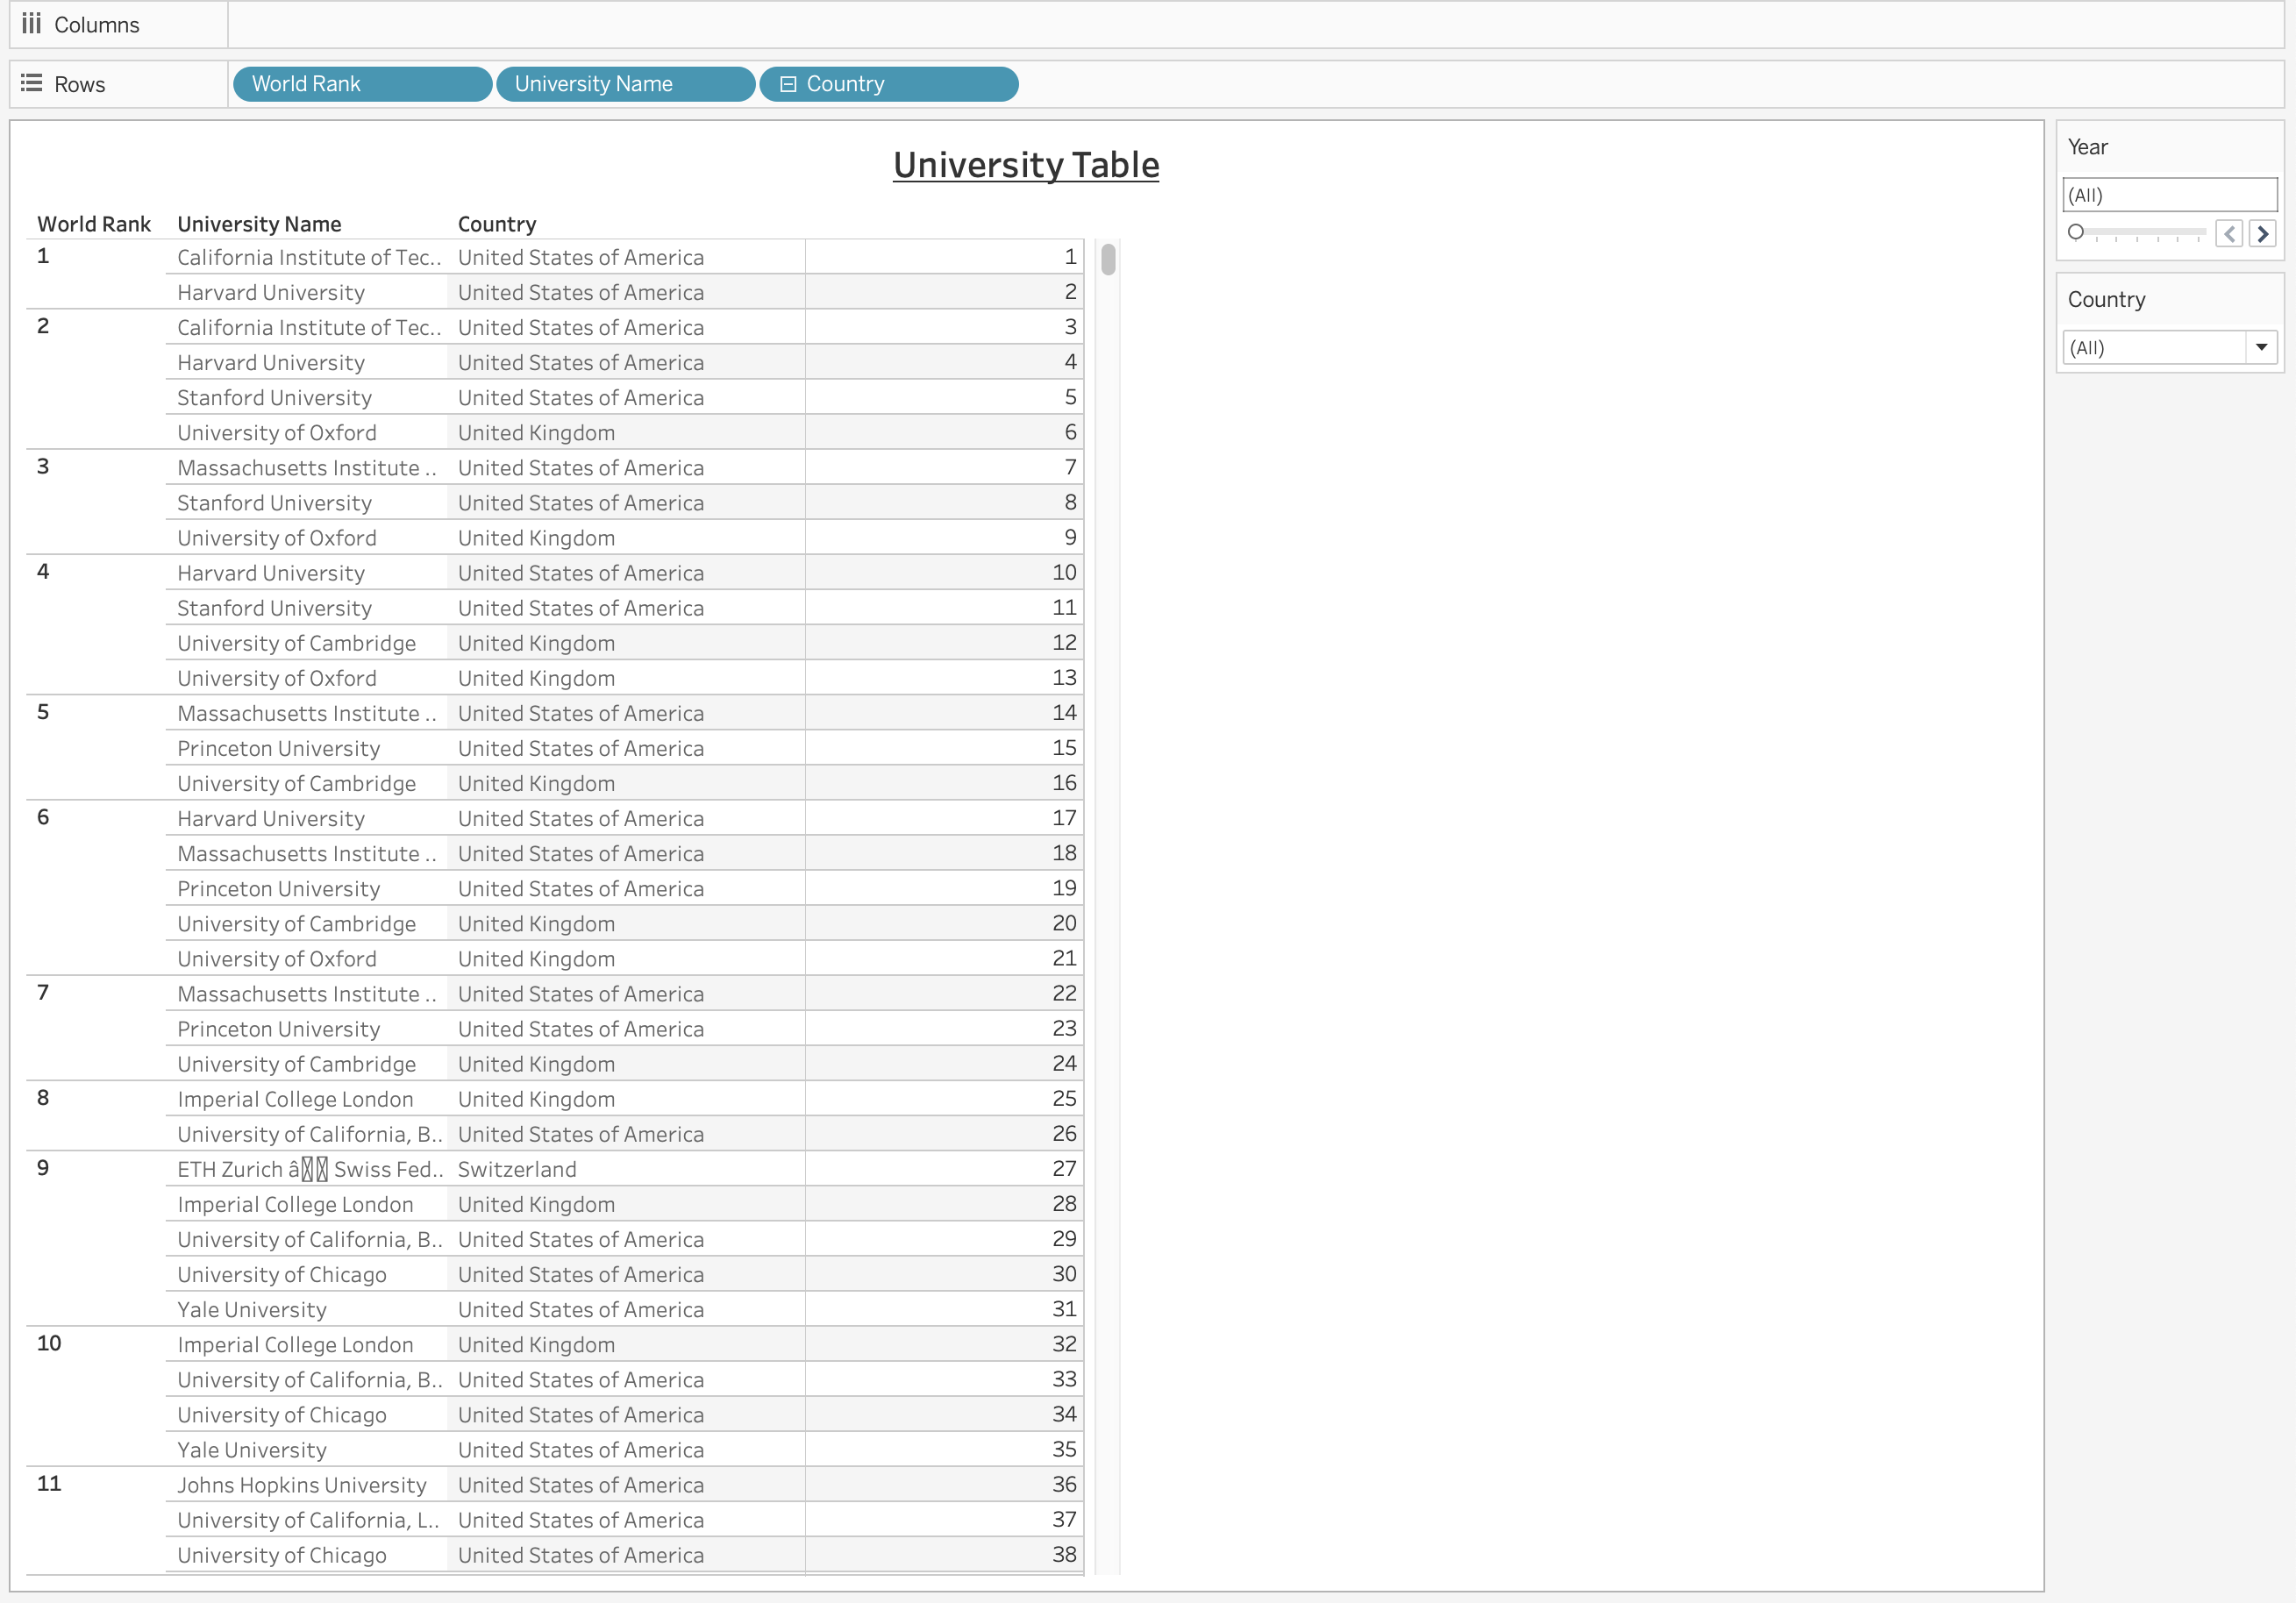 Columns
Rows World Rank University Name Country
University Table
World Rank University Name Country
1 California Institute of Tec.. United States of America 1
Harvard University United States of America 2
2 California Institute of Tec.. United States of America 3
Harvard University United States of America 4
Stanford University United States of America 5
University of Oxford United Kingdom 6
3 Massachusetts Institute .. United States of America 7
Stanford University United States of America 8
University of Oxford United Kingdom 9
4 Harvard University United States of America 10
Stanford University United States of America 11
University of Cambridge United Kingdom 12
University of Oxford United Kingdom 13
5 Massachusetts Institute .. United States of America 14
Princeton University United States of America 15
University of Cambridge United Kingdom 16
6 Harvard University United States of America 17
Massachusetts Institute .. United States of America 18
Princeton University United States of America 19
University of Cambridge United Kingdom 20
University of Oxford United Kingdom 21
7 Massachusetts Institute .. United States of America 22
Princeton University United States of America 23
University of Cambridge United Kingdom 24
8 Imperial College London United Kingdom 25
University of California, B.. United States of America 26
9 ETH Zurich â Swiss Fed.. Switzerland 27
Imperial College London United Kingdom 28
University of California, B.. United States of America 29
University of Chicago United States of America 30
Yale University United States of America 31
10 Imperial College London United Kingdom 32
University of California, B.. United States of America 33
University of Chicago United States of America 34
Yale University United States of America 35
11 Johns Hopkins University United States of America 36
University of California, L.. United States of America 37
University of Chicago United States of America 38
Year
(All)
Country
(All)